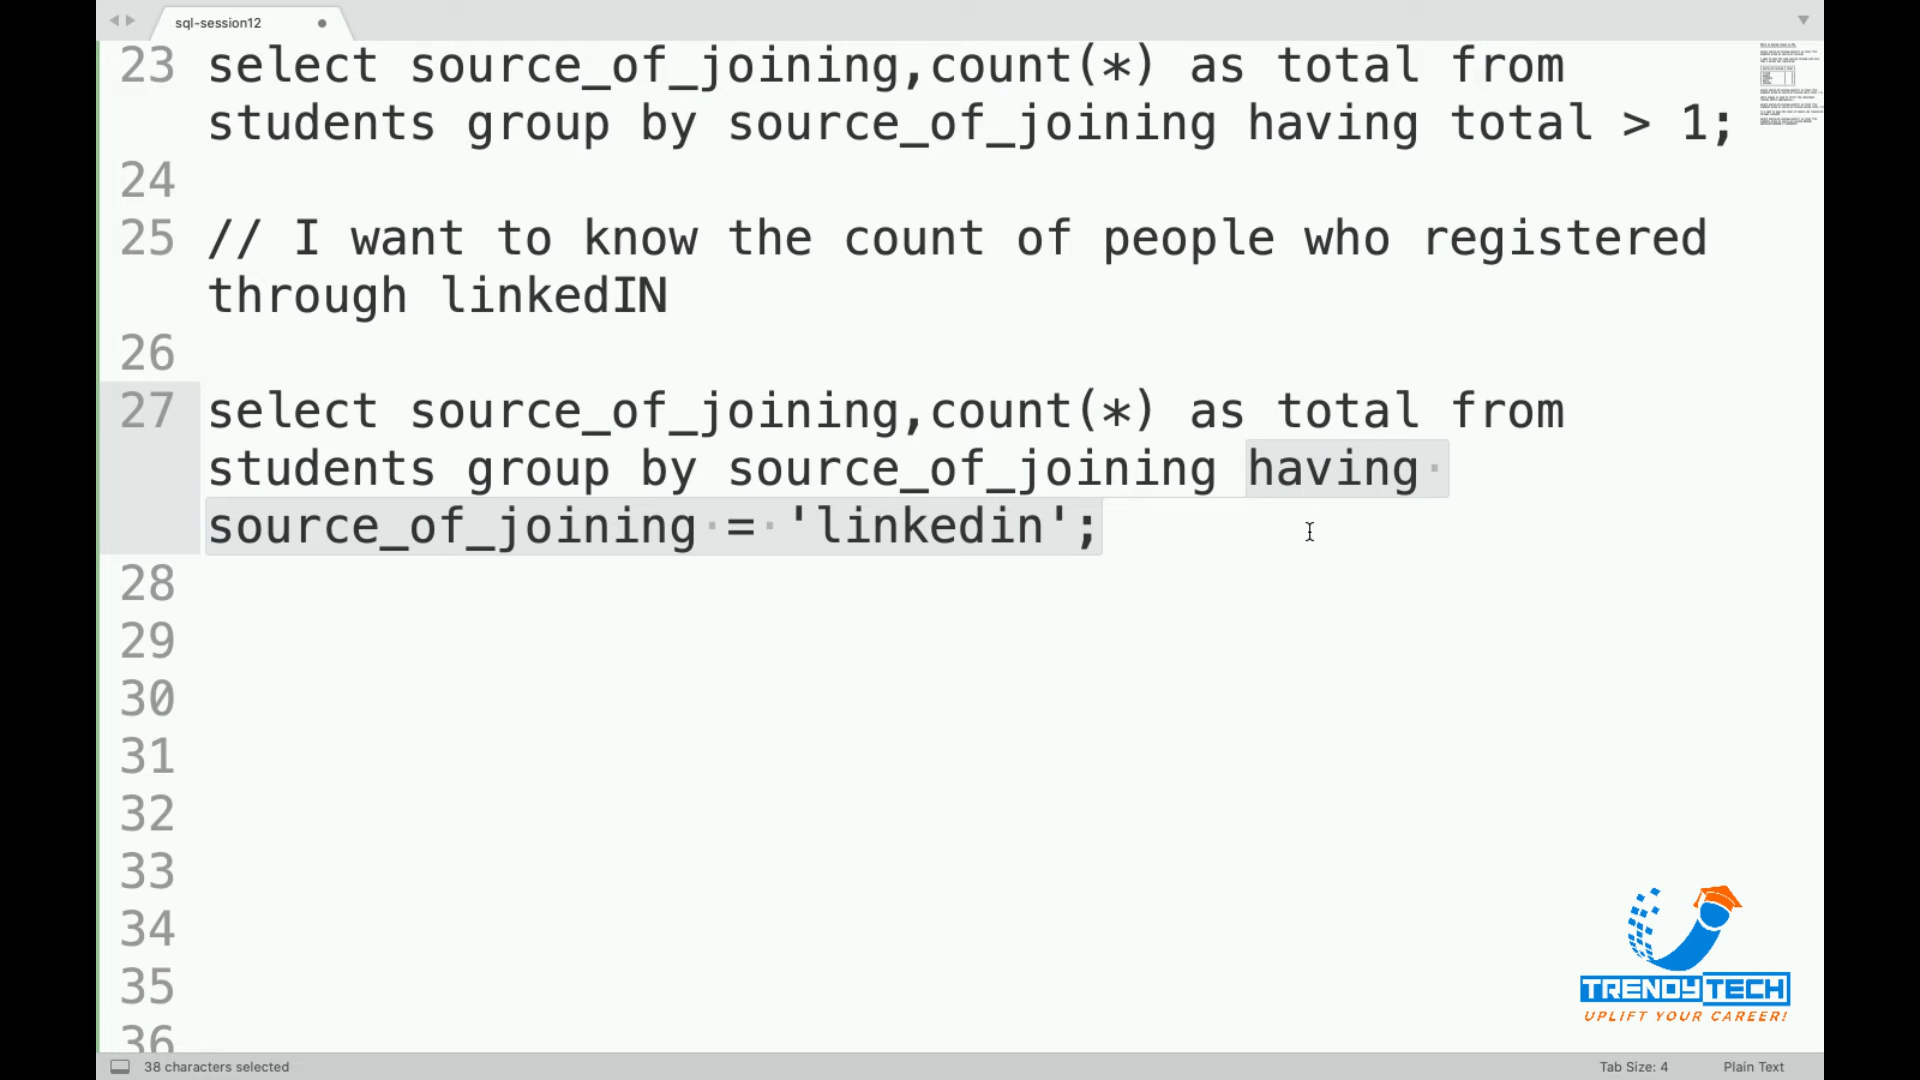 sql-session12
23 select source_of_joining,count(*) as total from
students group by source_of_joining having total > 1;
24
25 // I want to know the count of people who registered
through linkedIN
26
27 select source_of_joining,count(*) as total from
students group by source_of_joining having
source_of_joining = 'linkedin';
28
29
30
31
32
33
34
35
36
TRENDYTECH
UPLIFT YOUR CAREER!
38 characters selected
Tab Size: 4
Plain Text